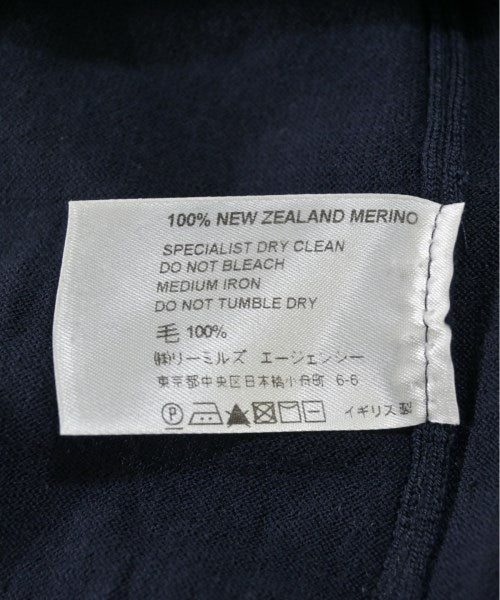 100% NEW ZEALAND MERINO
SPECIALIST DRY CLEAN
DO NOT BLEACH
MEDIUM IRON
DO NOT TUMBLE DRY
毛 100%
㈱リーミルズ エージェンシー
東京都中央区日本橋小舟町 6-6
P イギリス製